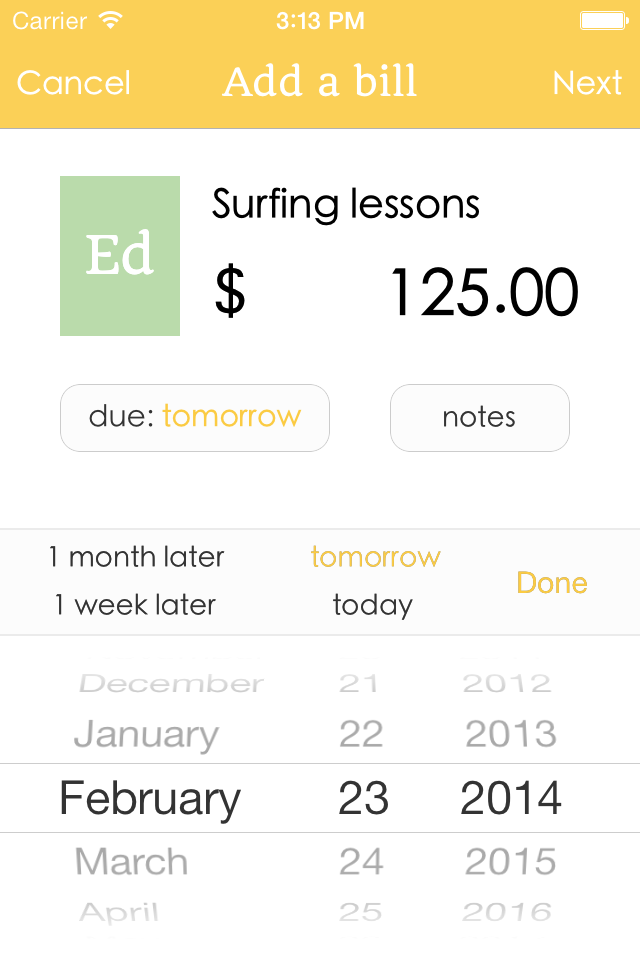 Carrier 3:13 PM
Cancel Add a bill Next
Ed Surfing lessons
$ 125.00
due: tomorrow notes
1 month later tomorrow
Done
1 week later today
December 21 2012
January 22 2013
February 23 2014
March 24 2015
April 25 2016